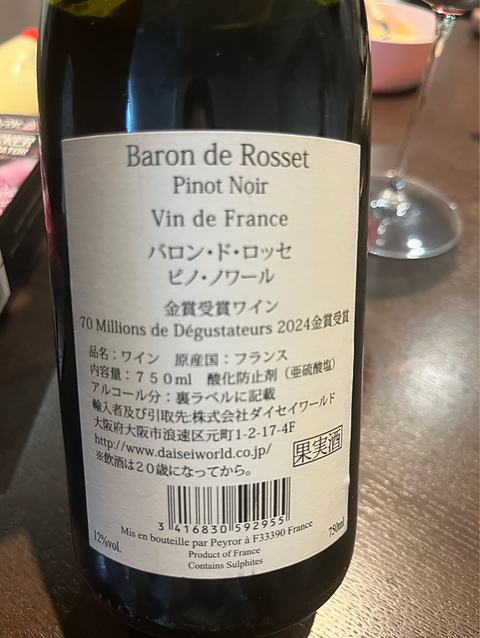 Baron de Rosset
Pinot Noir
Vin de France
バロン・ド・ロッセ
ピノ・ノワール
金賞受賞ワイン
70 Millions de Dégustateurs 2024金賞受賞
品名：ワイン 原産国：フランス
内容量：７５０ml 酸化防止剤（亜硫酸塩）
アルコール分：裏ラベルに記載
輸入者及び引取先:株式会社ダイセイワールド
大阪府大阪市浪速区元町1-2-17-4F
http://www.daiseiworld.co.jp/
※飲酒は２０歳になってから。
果実酒
3 416830 592955
12%vol.
Mis en bouteille par Peyror à F33390 France
750ml
Product of France
Contains Sulphites